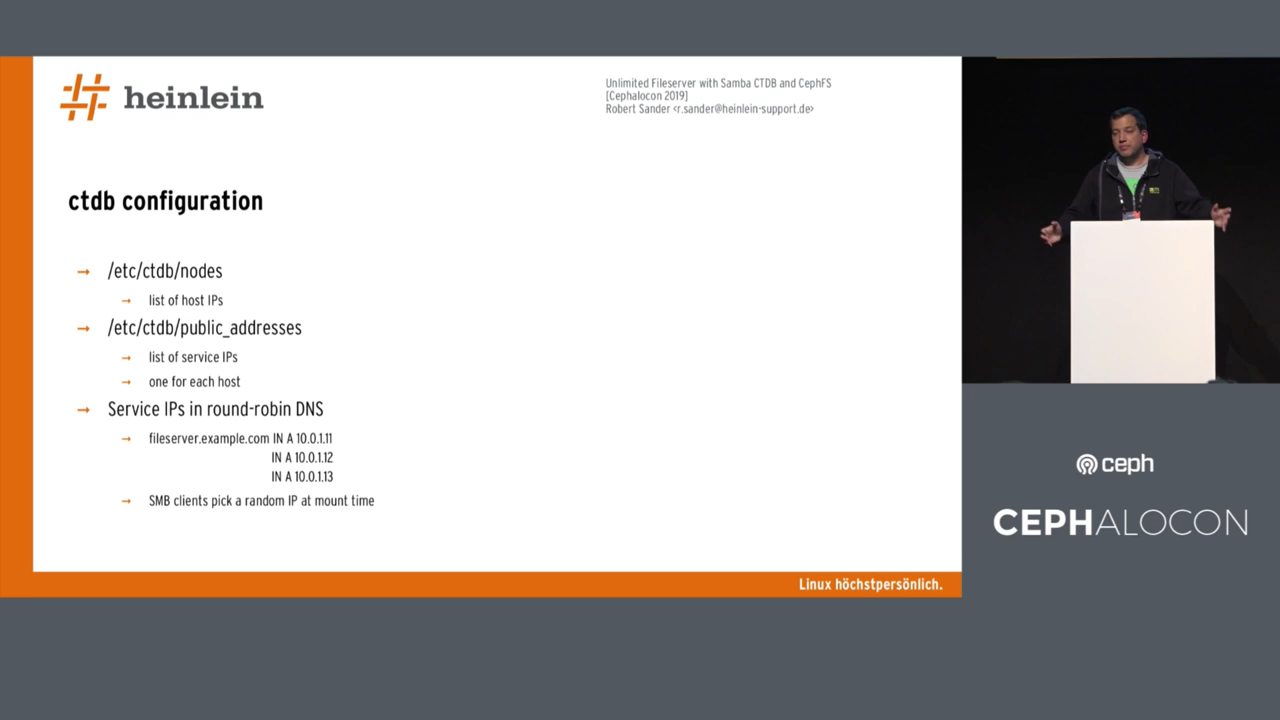 heinlein
Unlimited Fileserver with Samba CTDB and CephFS
[Cephalocon 2019]
Robert Sander <r.sander@heinlein-support.de>
ctdb configuration
→ /etc/ctdb/nodes
→ list of host IPs
→ /etc/ctdb/public_addresses
→ list of service IPs
→ one for each host
→ Service IPs in round-robin DNS
→ fileserver.example.com IN A 10.0.1.11
IN A 10.0.1.12
IN A 10.0.1.13
→ SMB clients pick a random IP at mount time
Linux höchstpersönlich.
ceph
CEPHALOCON